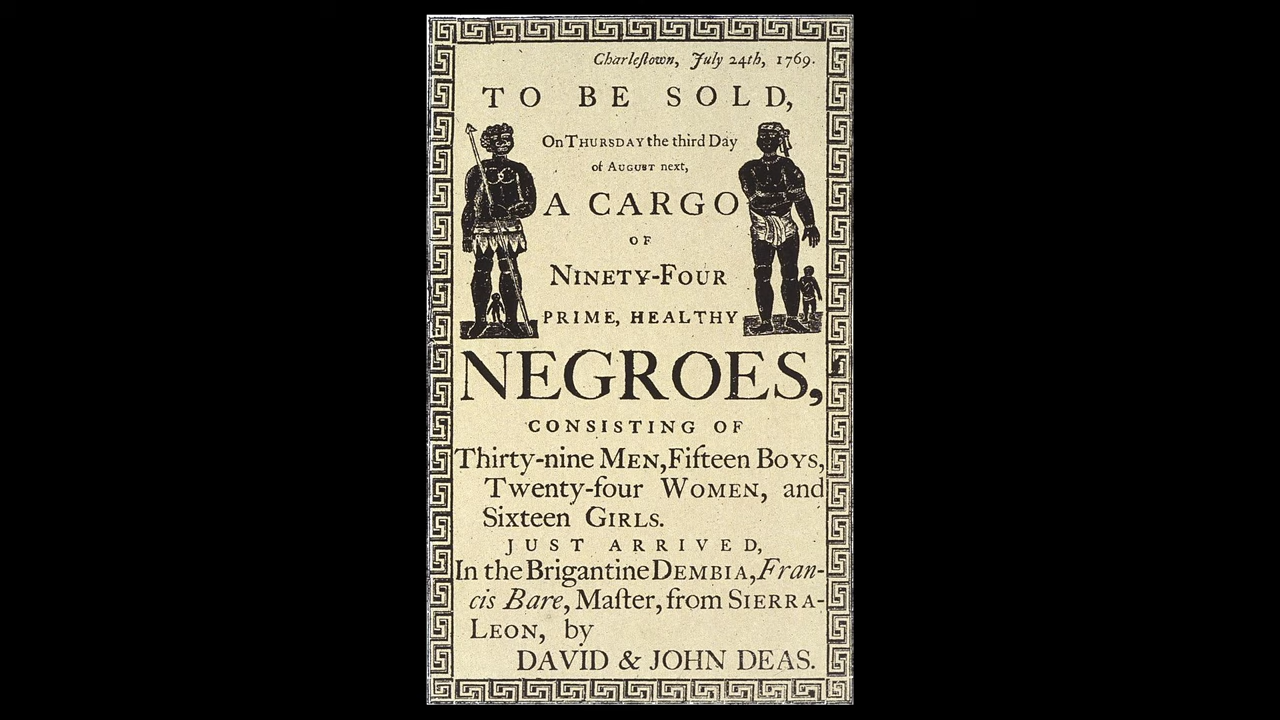 Charleſtown, July 24th, 1769.
TO BE SOLD,
On THURSDAY the third Day
of AUGUST next,
A CARGO
OF
NINETY-FOUR
PRIME, HEALTHY
NEGROES,
CONSISTING OF
Thirty-nine MEN, Fifteen BOYS,
Twenty-four WOMEN, and
Sixteen GIRLS.
JUST ARRIVED,
In the Brigantine DEMBIA, Fran-
cis Bare, Maſter, from SIERRA-
LEON, by
DAVID & JOHN DEAS.